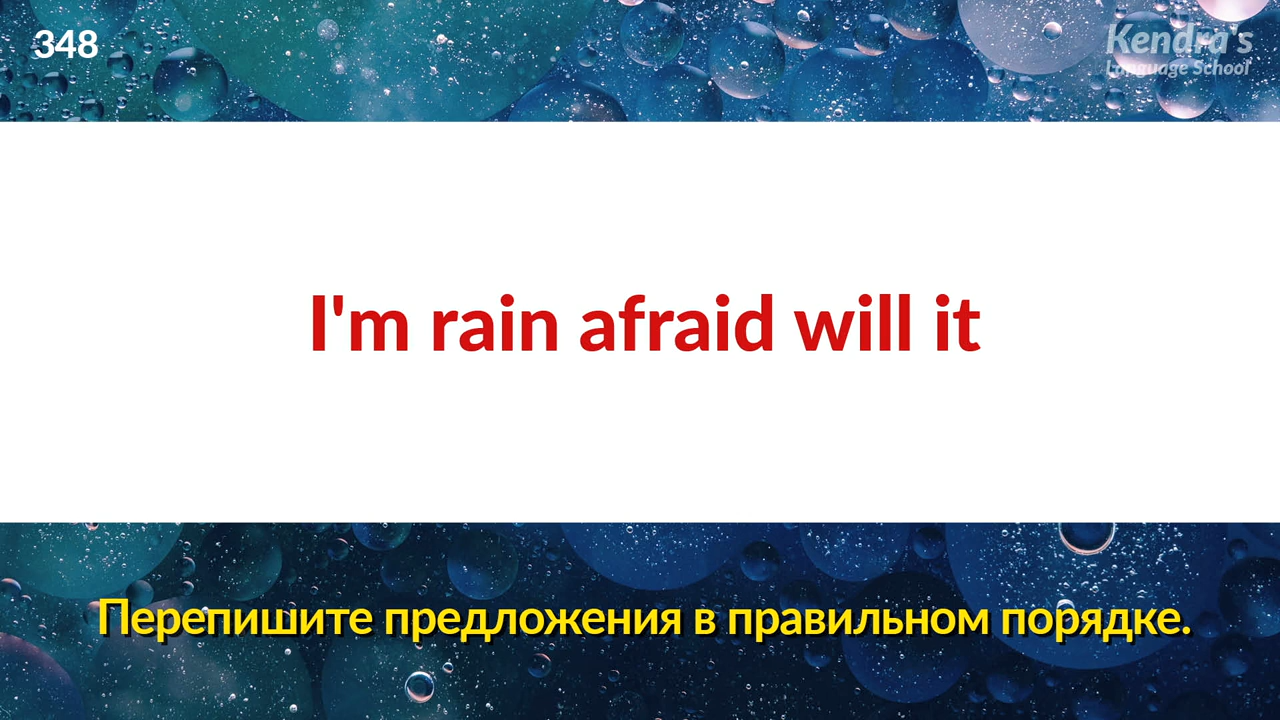 348
Kendra's
Language School
I'm rain afraid will it
Перепишите предложения в правильном порядке.